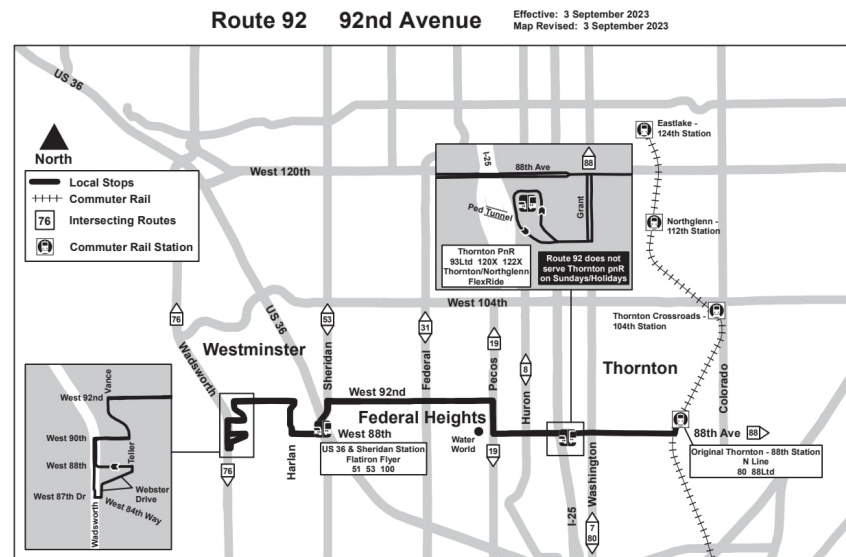 Route 92 92nd Avenue
Effective: 3 September 2023
Map Revised: 3 September 2023
US 36
North
Local Stops
Commuter Rail
76 Intersecting Routes
Commuter Rail Station
West 120th
I-25
88
88th Ave
Ped Tunnel
Grant
Thornton PnR
93Ltd 120X 122X
Thornton/Northglenn
FlexRide
Route 92 does not
serve Thornton pnR
on Sundays/Holidays
Eastlake -
124th Station
Northglenn -
112th Station
West 104th
Thornton Crossroads -
104th Station
76
US 36
53
31
19
8
Westminster
Thornton
Wadsworth
Sheridan
Federal
Pecos
Huron
Colorado
West 92nd
Federal Heights
West 88th
Harlan
Water
World
Washington
88th Ave 88
US 36 & Sheridan Station
Flatiron Flyer
51 53 100
Original Thornton - 88th Station
N Line
80 88Ltd
76
19
I-25
7
80
Vance
West 92nd
West 90th
Teller
West 88th
Webster
Drive
West 87th Dr
West 84th Way
Wadsworth